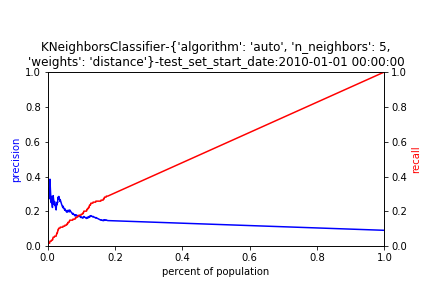 KNeighborsClassifier-{'algorithm': 'auto', 'n_neighbors': 5,
'weights': 'distance'}-test_set_start_date:2010-01-01 00:00:00
1.0
0.8
0.6
0.4
0.2
0.0
precision
1.0
0.8
0.6
0.4
0.2
0.0
recall
0.0 0.2 0.4 0.6 0.8 1.0
percent of population